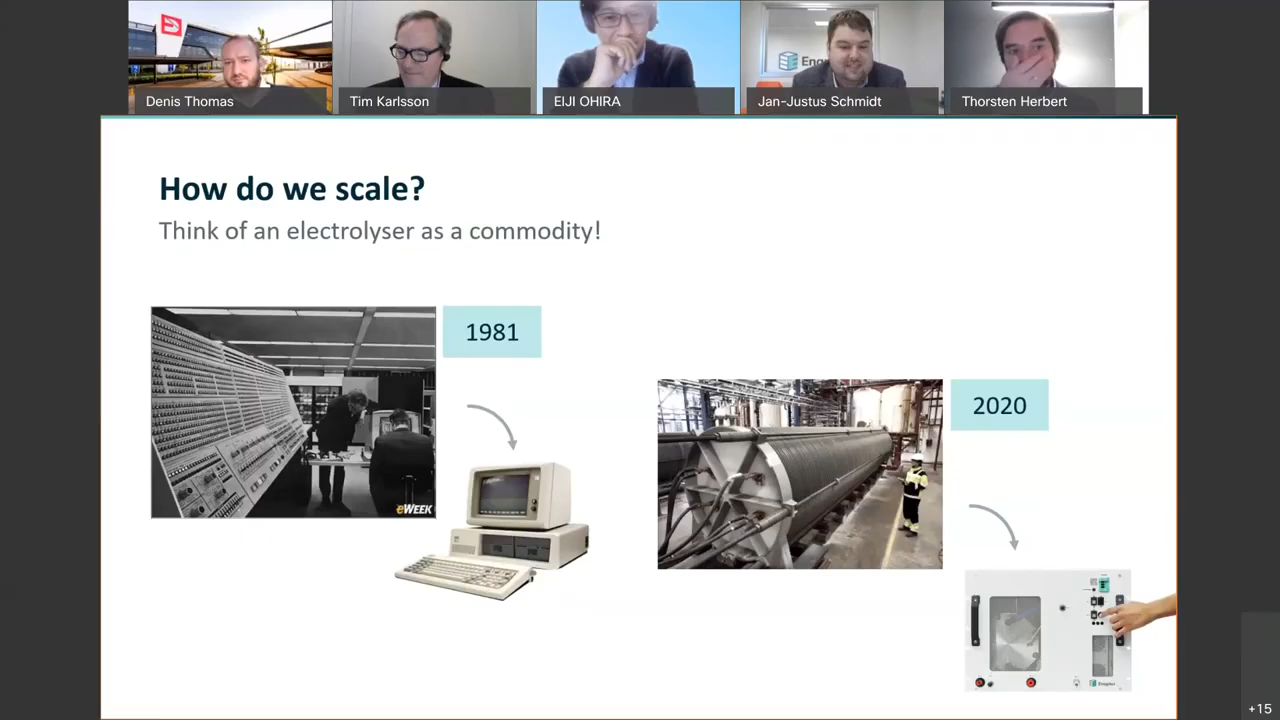 Denis Thomas
Tim Karlsson
EIJI OHIRA
Jan-Justus Schmidt
Thorsten Herbert
How do we scale?
Think of an electrolyser as a commodity!
1981
eWEEK
2020
Enapter
+15